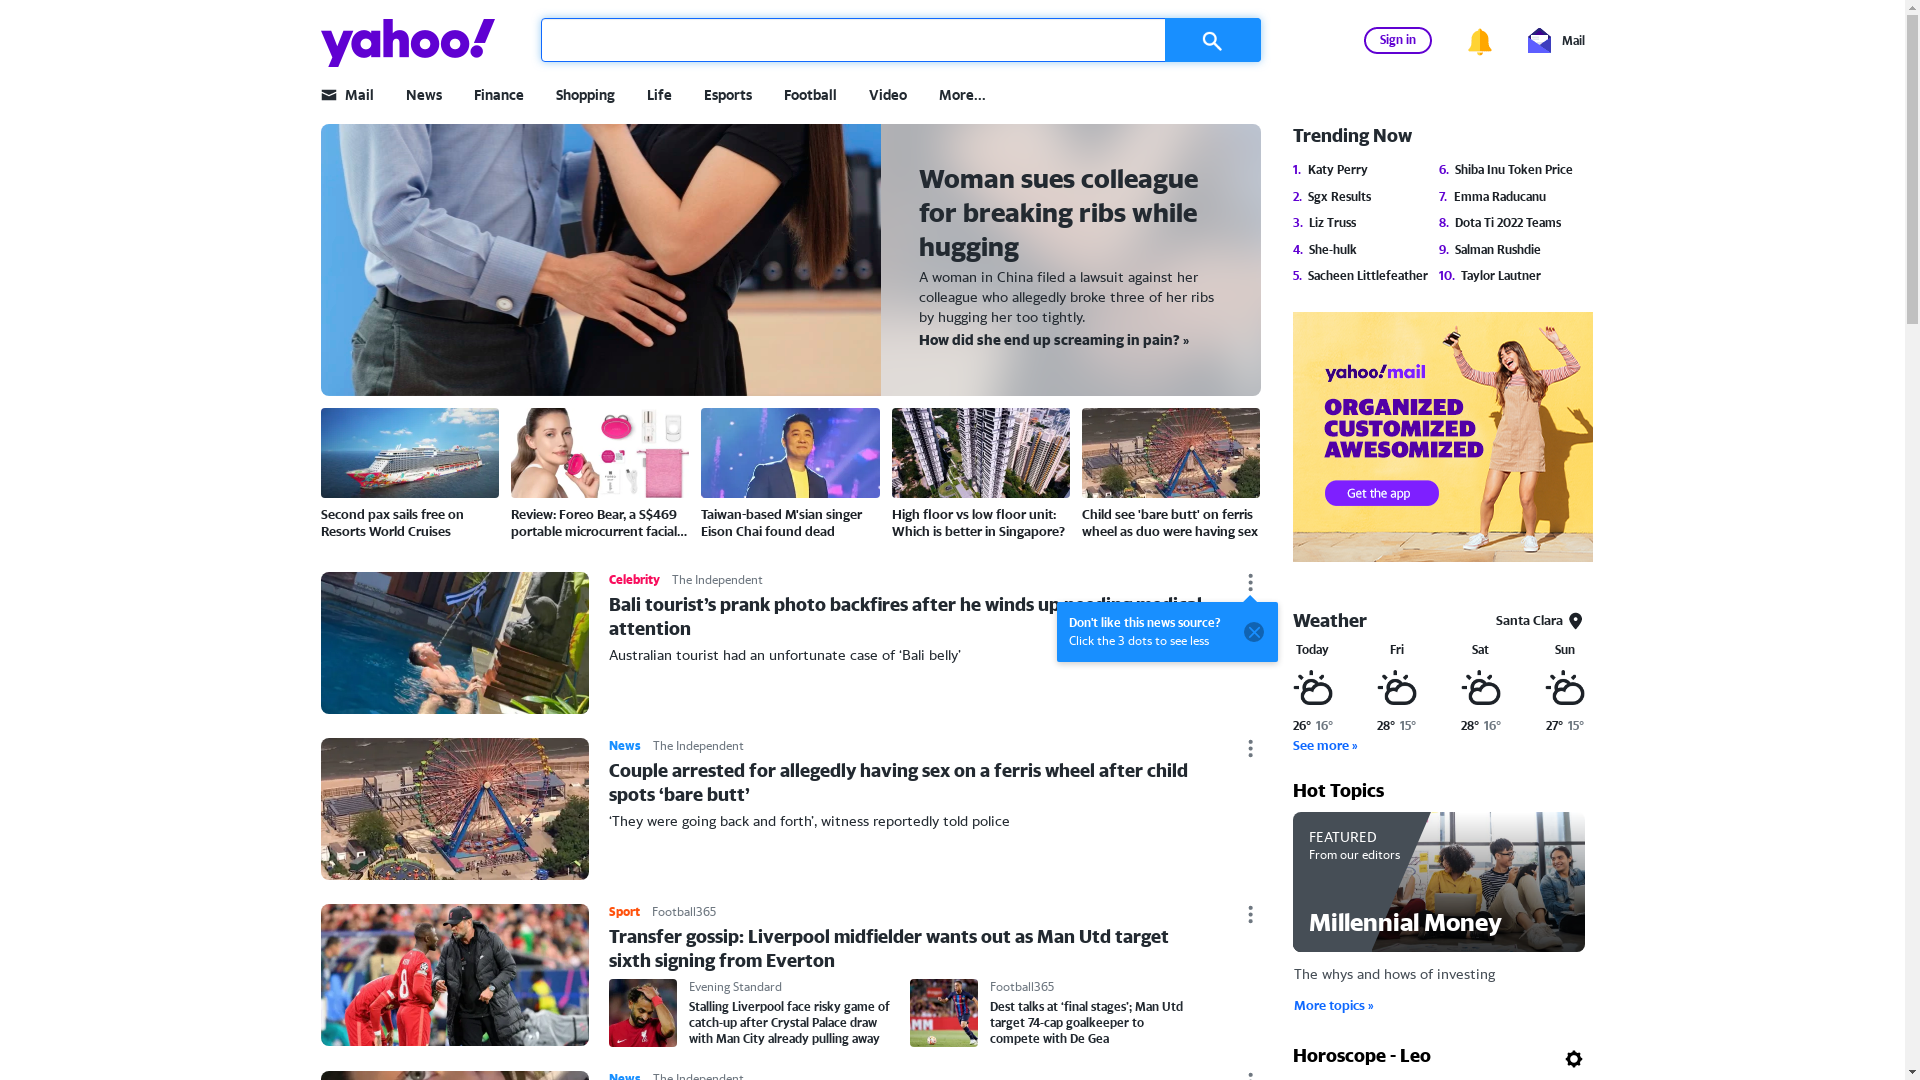 yahoo!
Sign in
Mail
Mail
News
Finance
Shopping
Life
Esports
Football
Video
More...
Woman sues colleague
for breaking ribs while
hugging
A woman in China filed a lawsuit against her
colleague who allegedly broke three of her ribs
by hugging her too tightly.
How did she end up screaming in pain? »
Second pax sails free on
Resorts World Cruises
Review: Foreo Bear, a S$469
portable microcurrent facial...
Taiwan-based M'sian singer
Eison Chai found dead
High floor vs low floor unit:
Which is better in Singapore?
Child see 'bare butt' on ferris
wheel as duo were having sex
Celebrity The Independent
Bali tourist’s prank photo backfires after he winds up
attention
Australian tourist had an unfortunate case of ‘Bali belly’
Don't like this news source?
Click the 3 dots to see less
News The Independent
Couple arrested for allegedly having sex on a ferris wheel after child
spots ‘bare butt’
‘They were going back and forth’, witness reportedly told police
Sport Football365
Transfer gossip: Liverpool midfielder wants out as Man Utd target
sixth signing from Everton
Evening Standard
Stalling Liverpool face risky game of
catch-up after Crystal Palace draw
with Man City already pulling away
Football365
Dest talks at ‘final stages’; Man Utd
target 74-cap goalkeeper to
compete with De Gea
News The Independent
Trending Now
1. Katy Perry
2. Sgx Results
3. Liz Truss
4. She-hulk
5. Sacheen Littlefeather
6. Shiba Inu Token Price
7. Emma Raducanu
8. Dota Ti 2022 Teams
9. Salman Rushdie
10. Taylor Lautner
yahoo!mail
ORGANIZED
CUSTOMIZED
AWESOMIZED
Get the app
Weather
Santa Clara
Today Fri Sat Sun
26° 16° 28° 15° 28° 16° 27° 15°
See more »
Hot Topics
FEATURED
From our editors
Millennial Money
The whys and hows of investing
More topics »
Horoscope - Leo